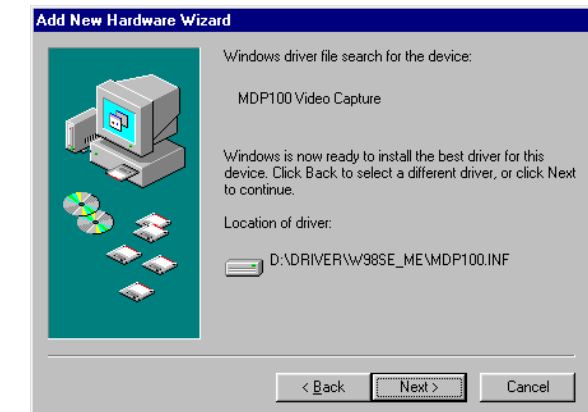 Add New Hardware Wizard
Windows driver file search for the device:
MDP100 Video Capture
Windows is now ready to install the best driver for this
device. Click Back to select a different driver, or click Next
to continue.
Location of driver:
D:\DRIVER\W98SE_ME\MDP100.INF
< Back Next > Cancel